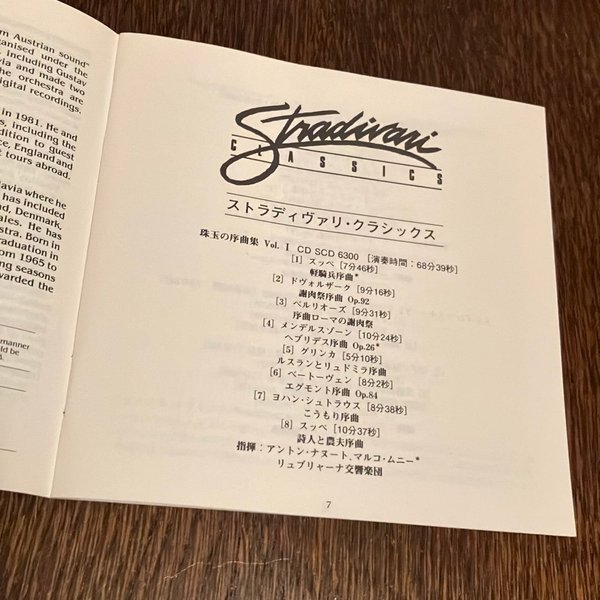 m Austrian sound"
ganised under the
, including Gustav
via and made two
he orchestra are
igital recordings.
in 1981. He and
s, including the
dition to guest
ce, England and
t tours abroad.
lavia where he
has included
nd, Denmark,
ales. He has
stra. Born in
raduation in
om 1965 to
ng seasons
warded the
manner
ld be
Stradivari
CLASSICS
ストラディヴァリ・クラシックス
珠玉の序曲集 Vol. I CD SCD 6300 [演奏時間:68分39秒]
[1] スッペ [7分46秒]
軽騎兵序曲*
[2] ドヴォルザーク [9分16秒]
謝肉祭序曲 Op.92
[3] ベルリオーズ [9分31秒]
序曲ローマの謝肉祭
[4] メンデルスゾーン [10分24秒]
ヘブリデス序曲 Op.26*
[5] グリンカ [5分10秒]
ルスランとリュドミラ序曲
[6] ベートーヴェン [8分2秒]
エグモント序曲 Op.84
[7] ヨハン・シュトラウス [8分38秒]
こうもり序曲
[8] スッペ [10分37秒]
詩人と農夫序曲
指揮:アントン・ナヌート、マルコ・ムニー*
リュブリャーナ交響楽団
7